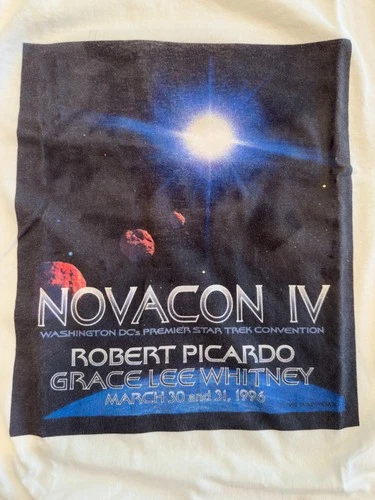 NOVACON IV
WASHINGTON DC's PREMIER STAR TREK CONVENTION
ROBERT PICARDO
GRACE LEE WHITNEY
MARCH 30 and 31, 1996